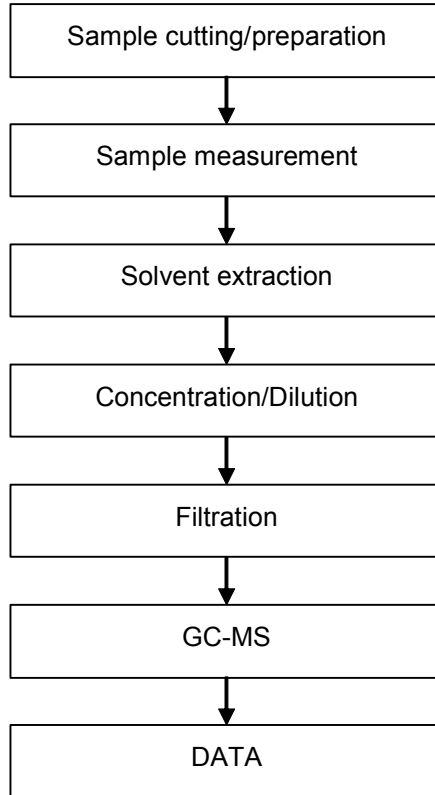 Sample cutting/preparation
Sample measurement
Solvent extraction
Concentration/Dilution
Filtration
GC-MS
DATA